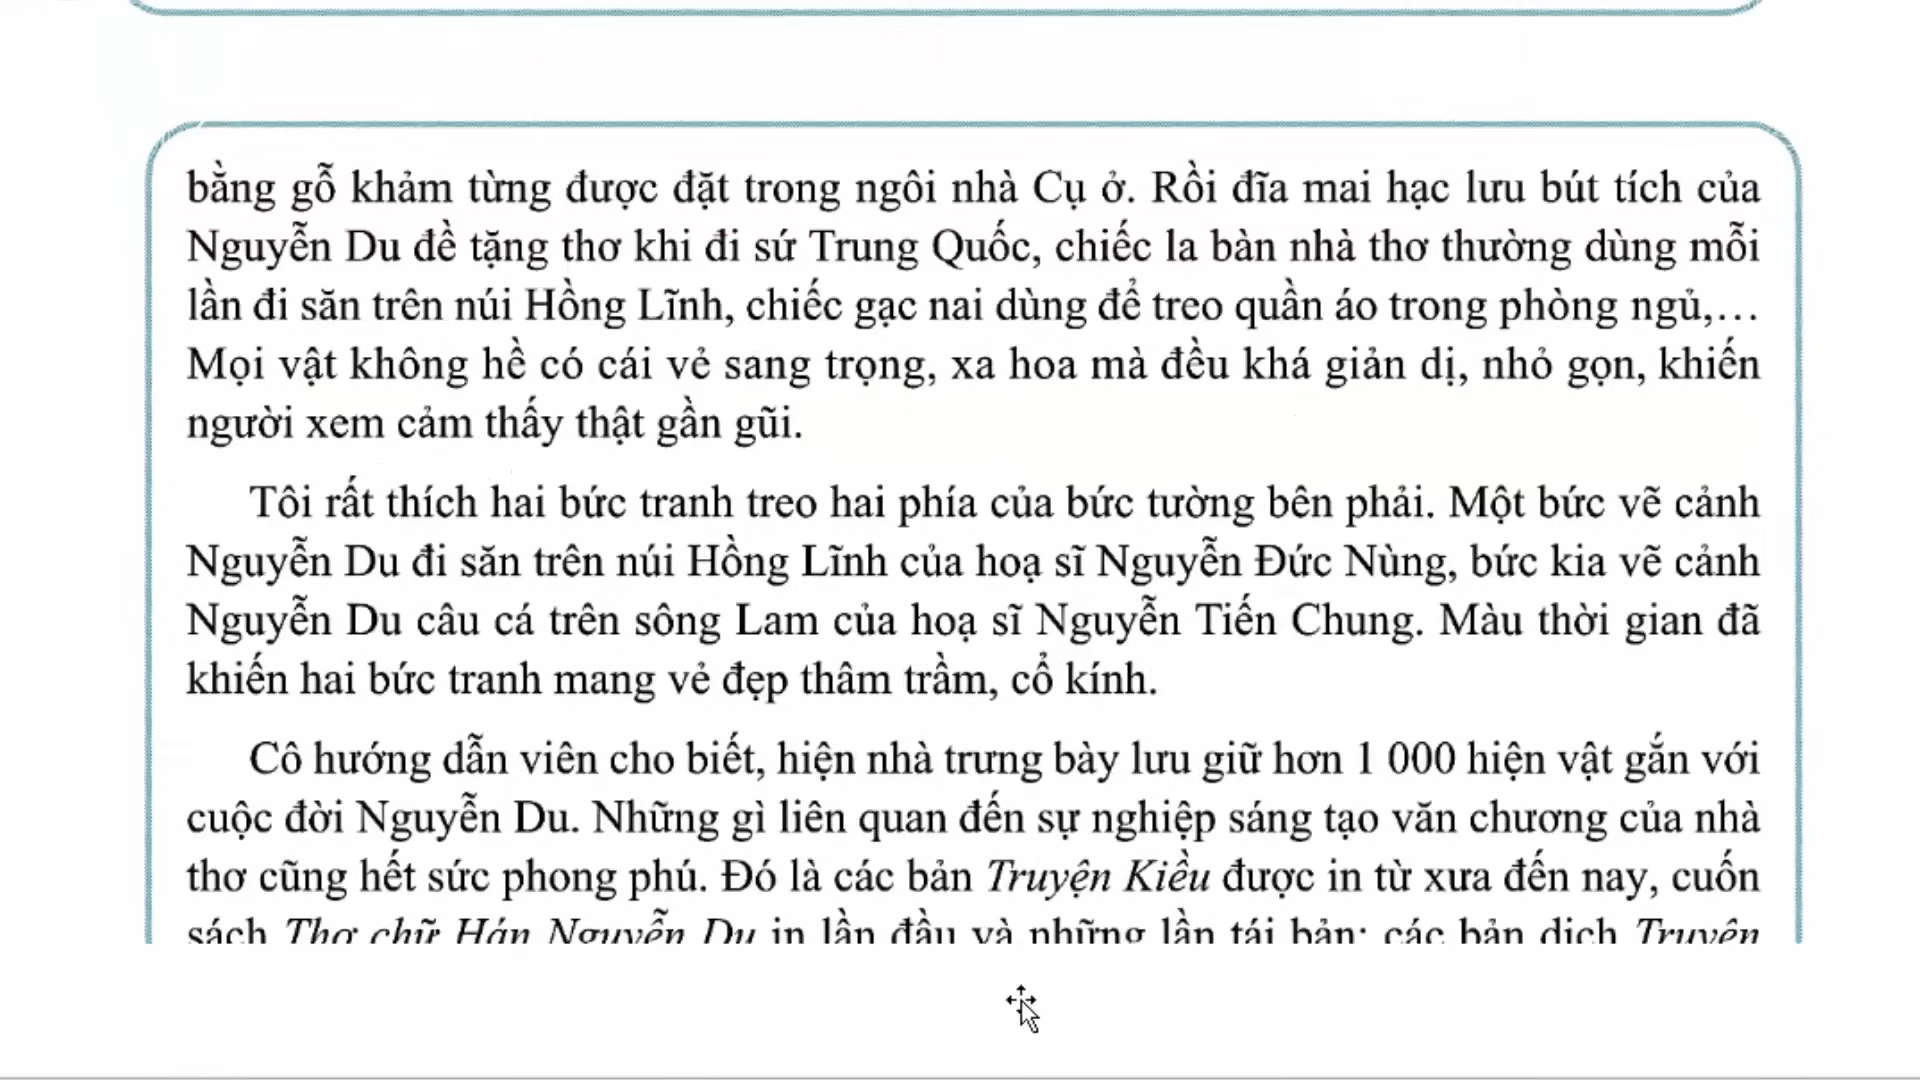 bằng gỗ khảm từng được đặt trong ngôi nhà Cụ ở. Rồi đĩa mai hạc lưu bút tích của
Nguyễn Du đề tặng thơ khi đi sứ Trung Quốc, chiếc la bàn nhà thơ thường dùng mỗi
lần đi săn trên núi Hồng Lĩnh, chiếc gạc nai dùng để treo quần áo trong phòng ngủ,…
Mọi vật không hề có cái vẻ sang trọng, xa hoa mà đều khá giản dị, nhỏ gọn, khiến
người xem cảm thấy thật gần gũi.
Tôi rất thích hai bức tranh treo hai phía của bức tường bên phải. Một bức vẽ cảnh
Nguyễn Du đi săn trên núi Hồng Lĩnh của hoạ sĩ Nguyễn Đức Nùng, bức kia vẽ cảnh
Nguyễn Du câu cá trên sông Lam của hoạ sĩ Nguyễn Tiến Chung. Màu thời gian đã
khiến hai bức tranh mang vẻ đẹp thâm trầm, cổ kính.
Cô hướng dẫn viên cho biết, hiện nhà trưng bày lưu giữ hơn 1 000 hiện vật gắn với
cuộc đời Nguyễn Du. Những gì liên quan đến sự nghiệp sáng tạo văn chương của nhà
thơ cũng hết sức phong phú. Đó là các bản Truyện Kiều được in từ xưa đến nay, cuốn
sách Thơ chữ Hán Nguyễn Du in lần đầu và những lần tái bản; các bản dịch Truyện